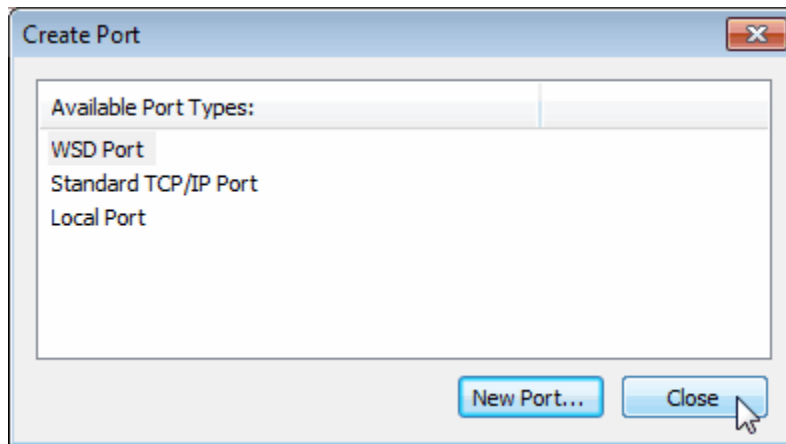 Create Port
Available Port Types:
WSD Port
Standard TCP/IP Port
Local Port
New Port... Close